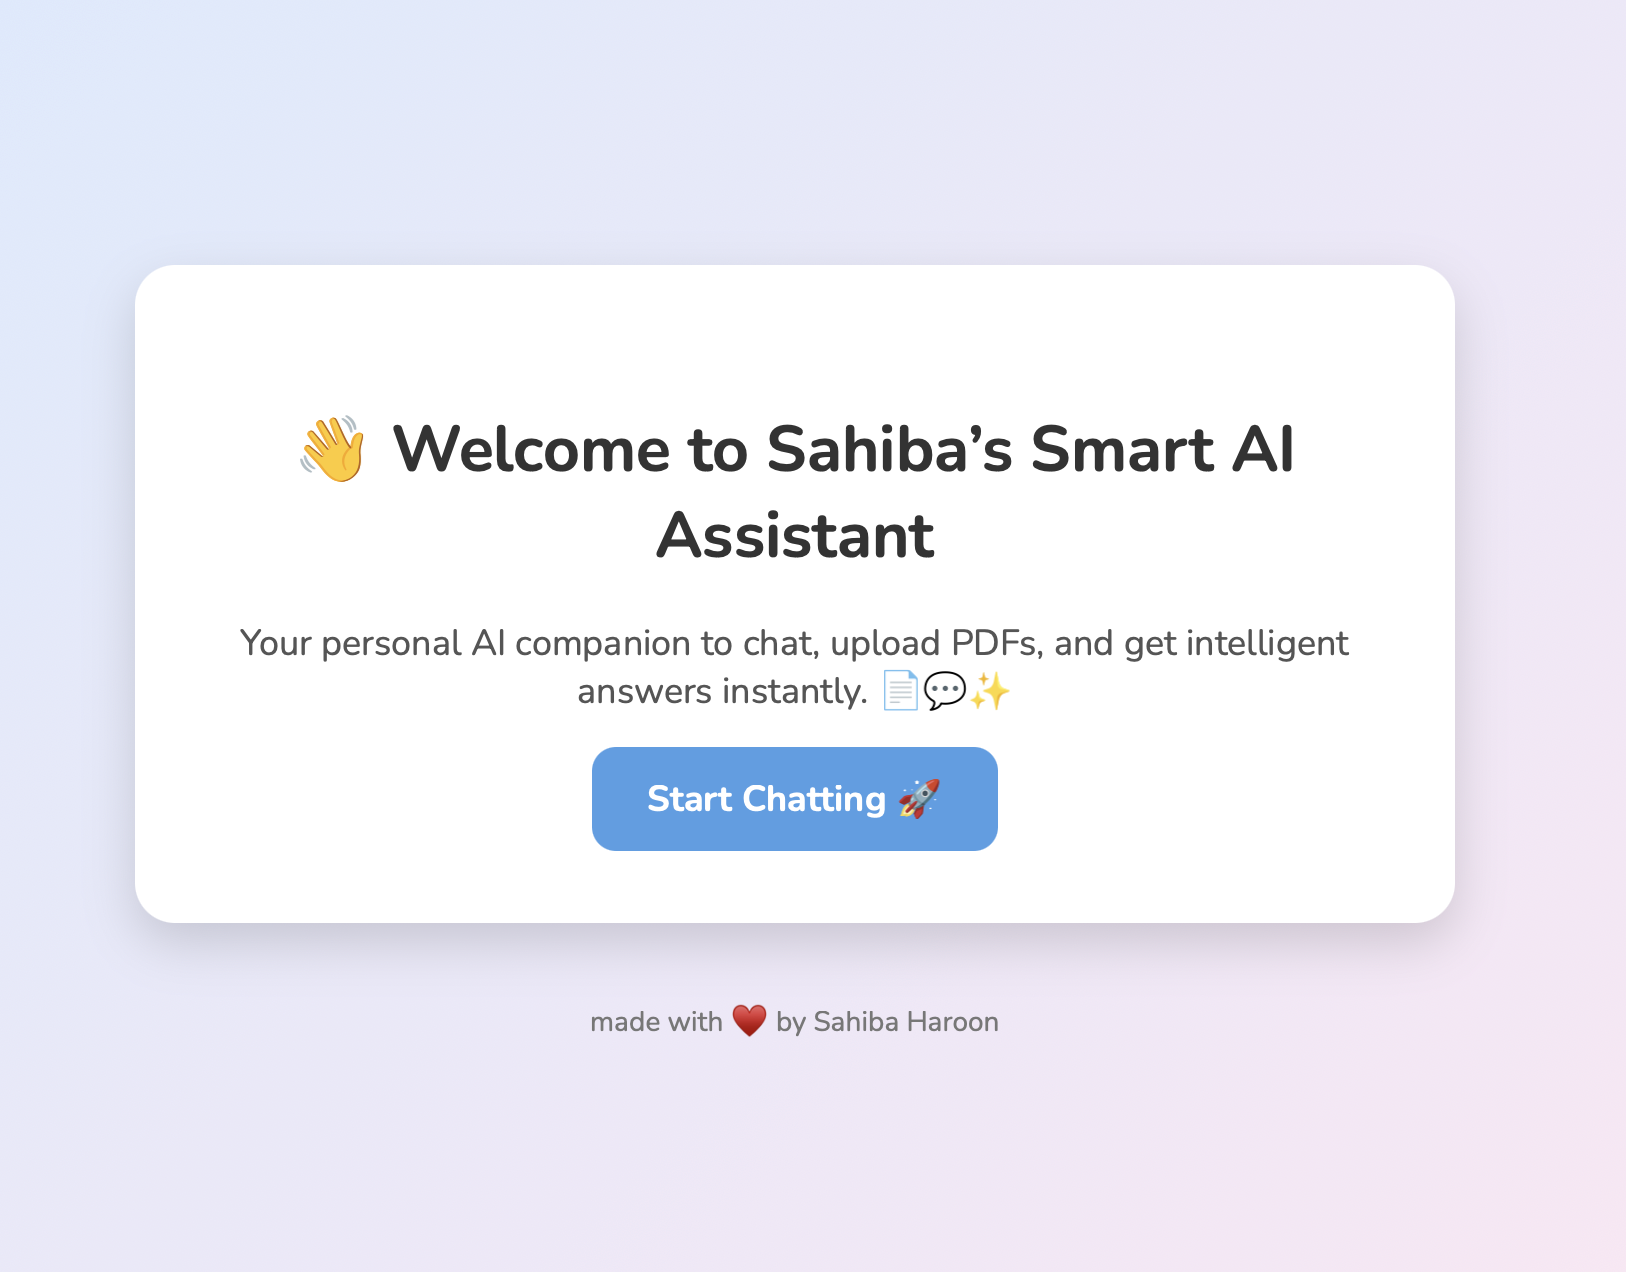 👋 Welcome to Sahiba’s Smart AI
Assistant
Your personal AI companion to chat, upload PDFs, and get intelligent
answers instantly. 📄💬✨
Start Chatting 🚀
made with ♥️ by Sahiba Haroon